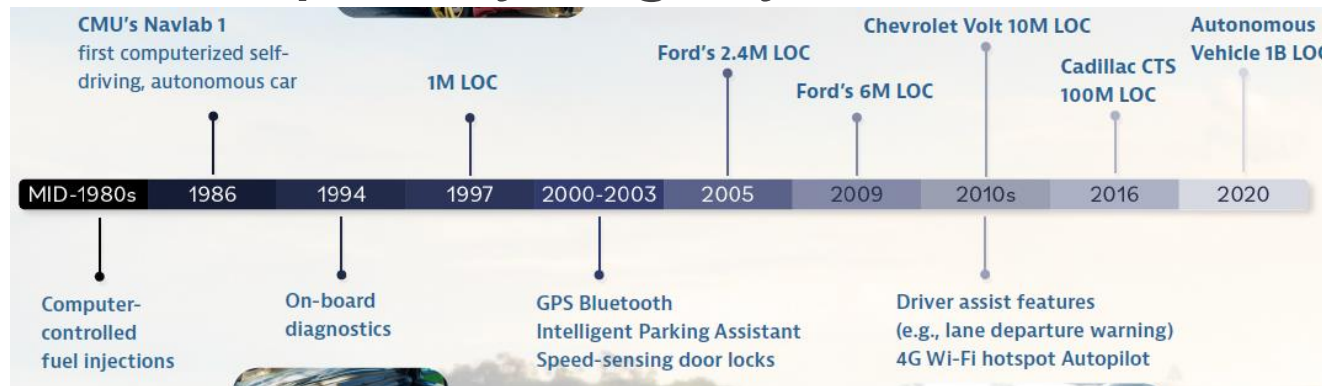 CMU's Navlab 1
first computerized self-
driving, autonomous car
1M LOC
Ford's 2.4M LOC
Ford's 6M LOC
Chevrolet Volt 10M LOC
Cadillac CTS
100M LOC
Autonomous
Vehicle 1B LOC
MID-1980s 1986 1994 1997 2000-2003 2005 2009 2010s 2016 2020
Computer-
controlled
fuel injections
On-board
diagnostics
GPS Bluetooth
Intelligent Parking Assistant
Speed-sensing door locks
Driver assist features
(e.g., lane departure warning)
4G Wi-Fi hotspot Autopilot